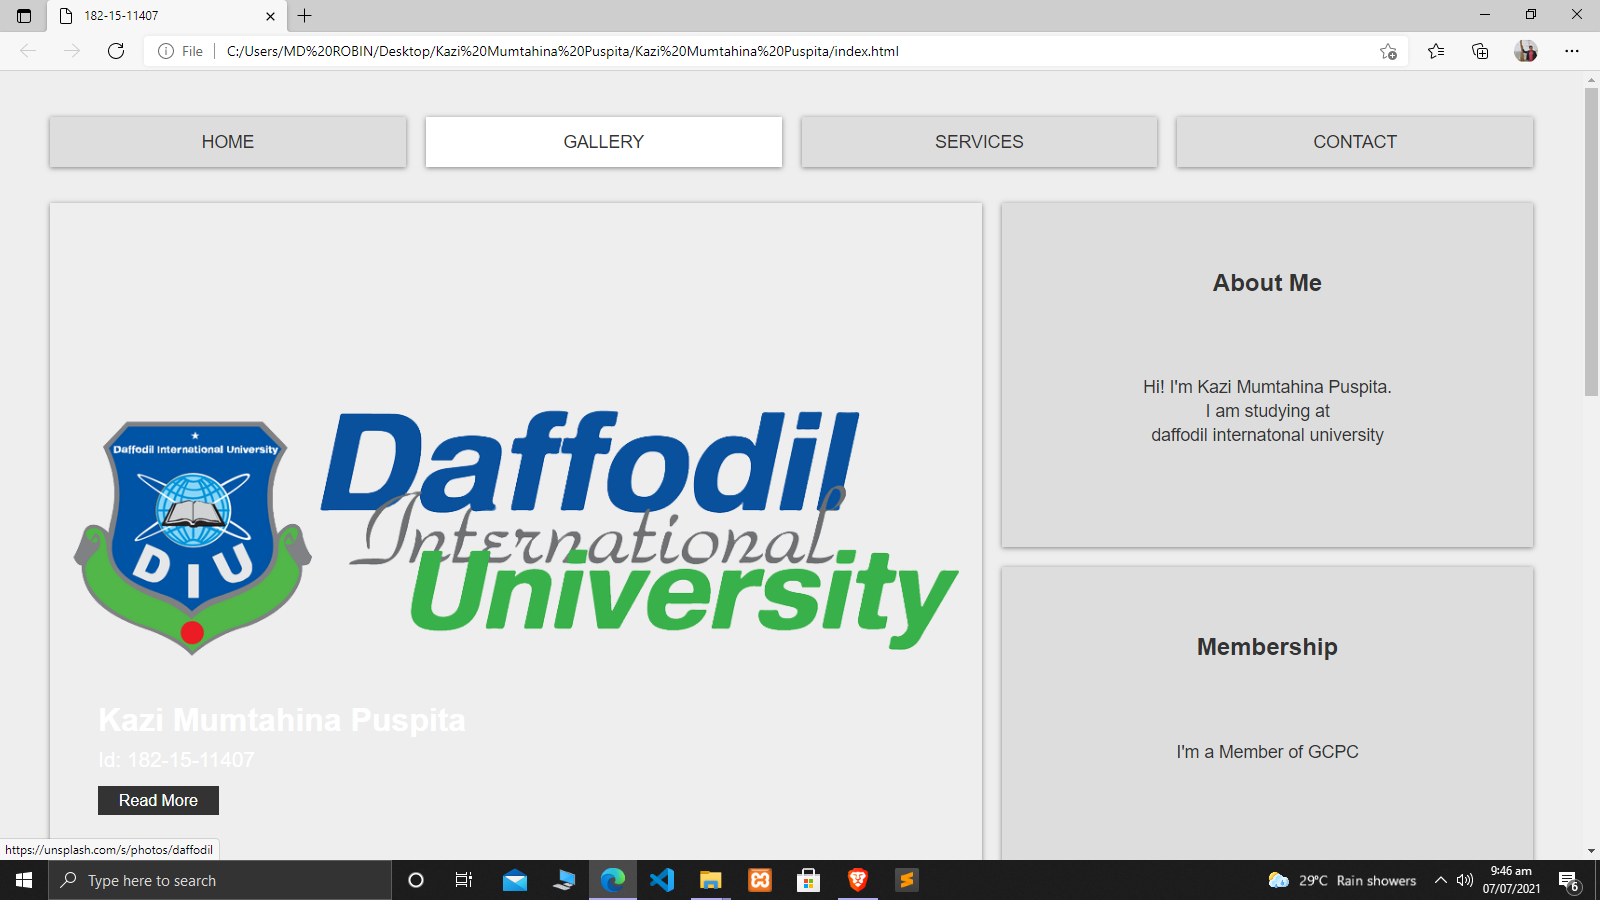 182-15-11407
File
C:/Users/MD%20ROBIN/Desktop/Kazi%20Mumtahina%20Puspita/Kazi%20Mumtahina%20Puspita/index.html
HOME
GALLERY
SERVICES
CONTACT
Daffodil International University
DIU
Daffodil
International
University
Kazi Mumtahina Puspita
Id: 182-15-11407
Read More
About Me
Hi! I'm Kazi Mumtahina Puspita.
I am studying at
daffodil internatonal university
Membership
I'm a Member of GCPC
https://unsplash.com/s/photos/daffodil
Type here to search
29°C Rain showers
9:46 am
07/07/2021
6